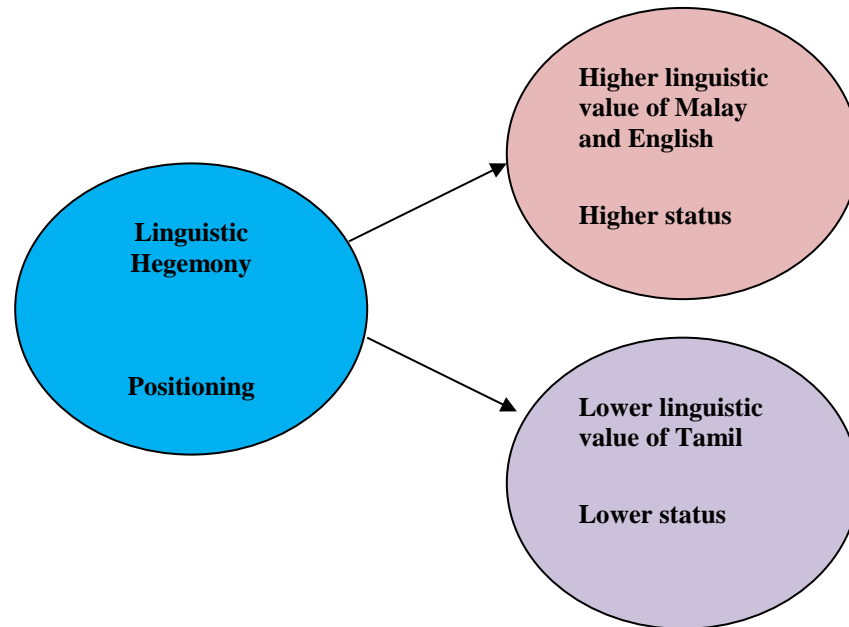 Linguistic
Hegemony
Positioning
Higher linguistic
value of Malay
and English
Higher status
Lower linguistic
value of Tamil
Lower status